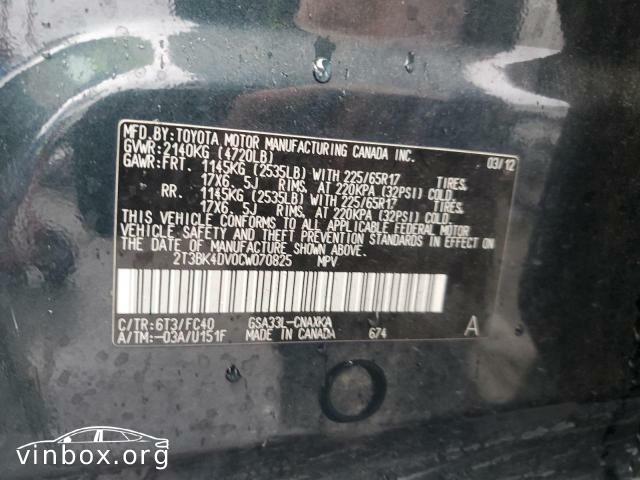 MFD.BY:TOYOTA MOTOR MANUFACTURING CANADA INC.
GVWR:2140KG (4720LB) 03/12
GAWR:FRT. 1145KG (2535LB) WITH 225/65R17 TIRES.
17X6. 5J RIMS, AT 220KPA (32PSI) COLD
RR. 1145KG (2535LB) WITH 225/65R17 TIRES.
17X6. 5J RIMS, AT 220KPA (32PSI) COLD.
THIS VEHICLE CONFORMS TO ALL APPLICABLE FEDERAL MOTOR
VEHICLE SAFETY AND THEFT PREVENTION STANDARDS IN EFFECT ON
THE DATE OF MANUFACTURE SHOWN ABOVE.
2T3BK4DV0CW070825 MPV
C/TR:6T3/FC40 GSA33L-CNAXKA A
A/TM:-03A/U151F MADE IN CANADA 674
vinbox.org